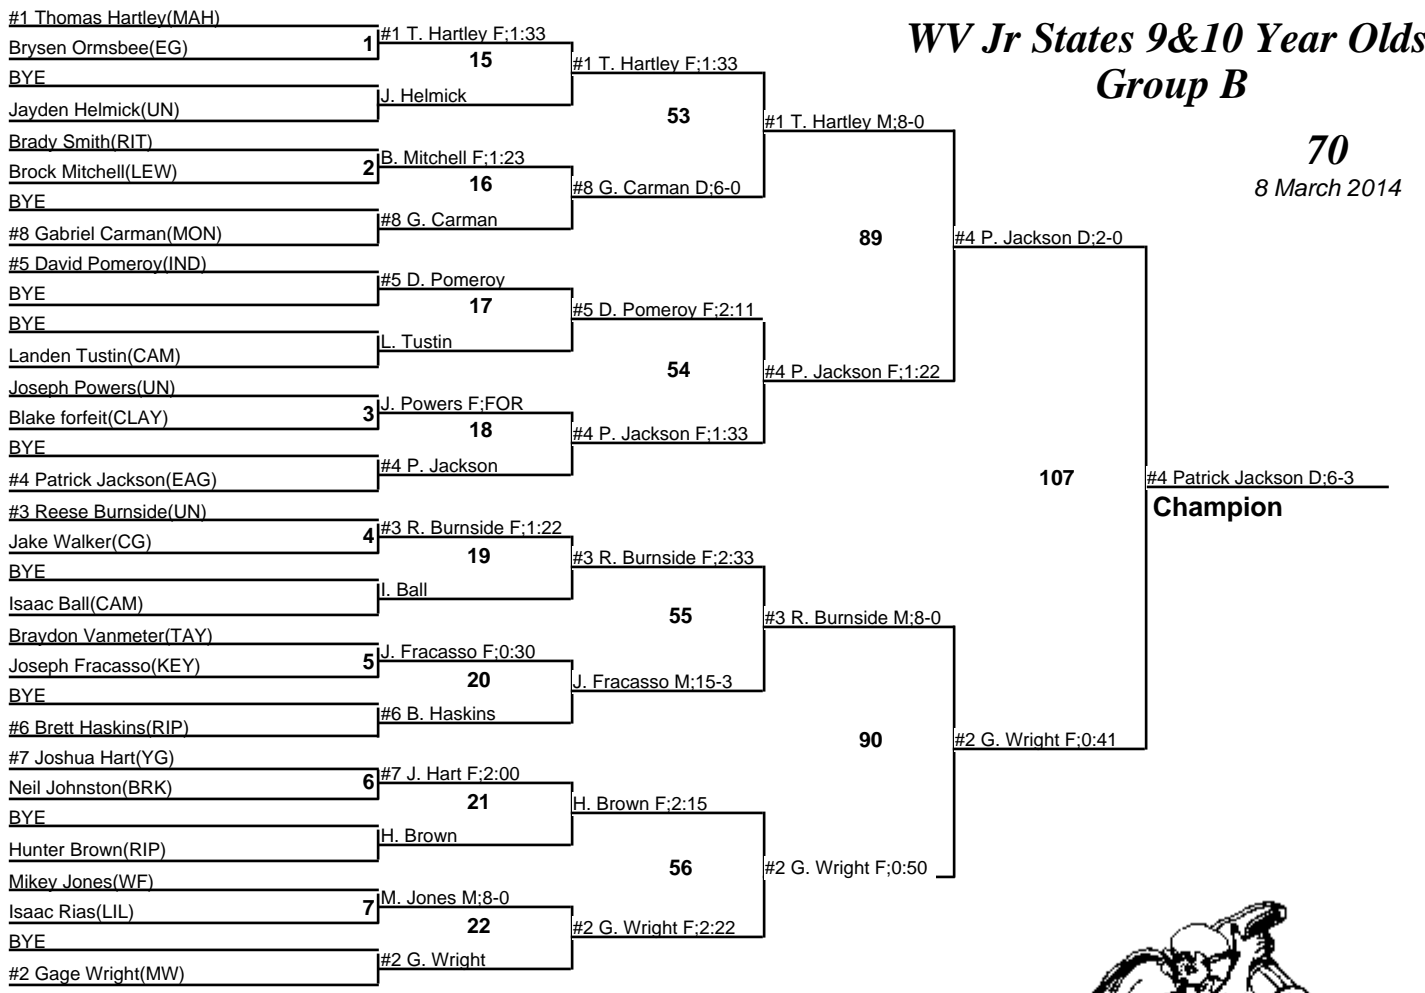 WV Jr States 9&10 Year Olds
Group B
70
8 March 2014
#1 Thomas Hartley(MAH)
Brysen Ormsbee(EG)
BYE
Jayden Helmick(UN)
Brady Smith(RIT)
Brock Mitchell(LEW)
BYE
#8 Gabriel Carman(MON)
#5 David Pomeroy(IND)
BYE
BYE
Landen Tustin(CAM)
Joseph Powers(UN)
Blake forfeit(CLAY)
BYE
#4 Patrick Jackson(EAG)
#3 Reese Burnside(UN)
Jake Walker(CG)
BYE
Isaac Ball(CAM)
Braydon Vanmeter(TAY)
Joseph Fracasso(KEY)
BYE
#6 Brett Haskins(RIP)
#7 Joshua Hart(YG)
Neil Johnston(BRK)
BYE
Hunter Brown(RIP)
Mikey Jones(WF)
Isaac Rias(LIL)
BYE
#2 Gage Wright(MW)
1
2
3
4
5
6
7
#1 T. Hartley F;1:33
15
J. Helmick
B. Mitchell F;1:23
16
#8 G. Carman
#5 D. Pomeroy
17
L. Tustin
J. Powers F;FOR
18
#4 P. Jackson
#3 R. Burnside F;1:22
19
I. Ball
J. Fracasso F;0:30
20
#6 B. Haskins
#7 J. Hart F;2:00
21
H. Brown
M. Jones M;8-0
22
#2 G. Wright
#1 T. Hartley F;1:33
53
#8 G. Carman D;6-0
#5 D. Pomeroy F;2:11
54
#4 P. Jackson F;1:33
#3 R. Burnside F;2:33
55
J. Fracasso M;15-3
H. Brown F;2:15
56
#2 G. Wright F;2:22
#1 T. Hartley M;8-0
89
#4 P. Jackson F;1:22
#3 R. Burnside M;8-0
90
#2 G. Wright F;0:50
#4 P. Jackson D;2-0
107
#2 G. Wright F;0:41
#4 Patrick Jackson D;6-3
Champion